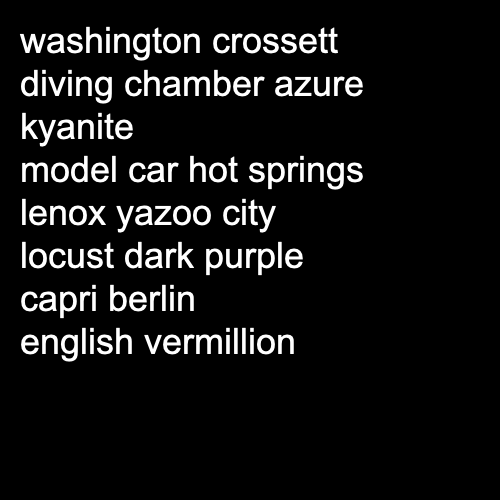 washington crossett
diving chamber azure
kyanite
model car hot springs
lenox yazoo city
locust dark purple
capri berlin
english vermillion